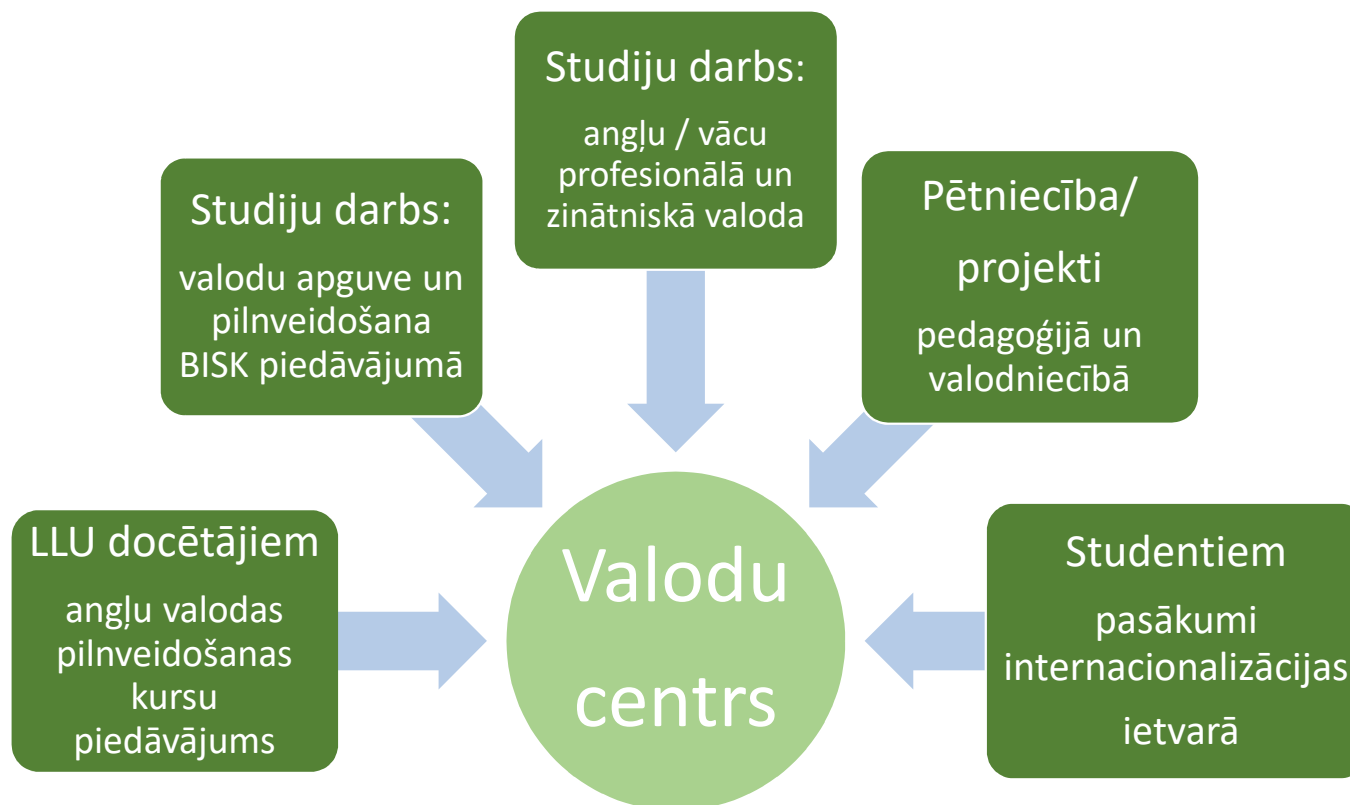 LLU docētājiem
angļu valodas
pilnveidošanas
kursu
piedāvājums
Studiju darbs:
valodu apguve un
pilnveidošana
BISK piedāvājumā
Studiju darbs:
angļu / vācu
profesionālā un
zinātniskā valoda
Pētniecība/
projekti
pedagoģijā un
valodniecībā
Studentiem
pasākumi
internacionalizācijas
ietvarā
Valodu
centrs